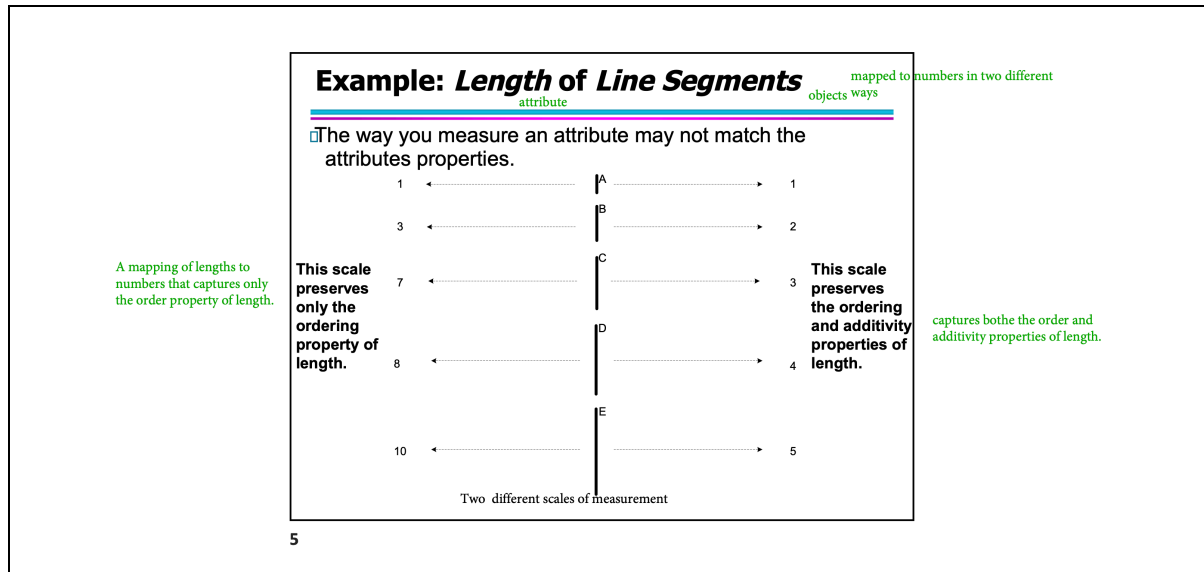 Example: Length of Line Segments
mapped to numbers in two different
objects ways
attribute
The way you measure an attribute may not match the
attributes properties.
1
A
1
3
B
2
7
C
3
8
D
4
10
E
5
A mapping of lengths to
numbers that captures only
the order property of length.
This scale
preserves
only the
ordering
property of
length.
This scale
preserves
the ordering
and additivity
properties of
length.
captures bothe the order and
additivity properties of length.
Two different scales of measurement
5